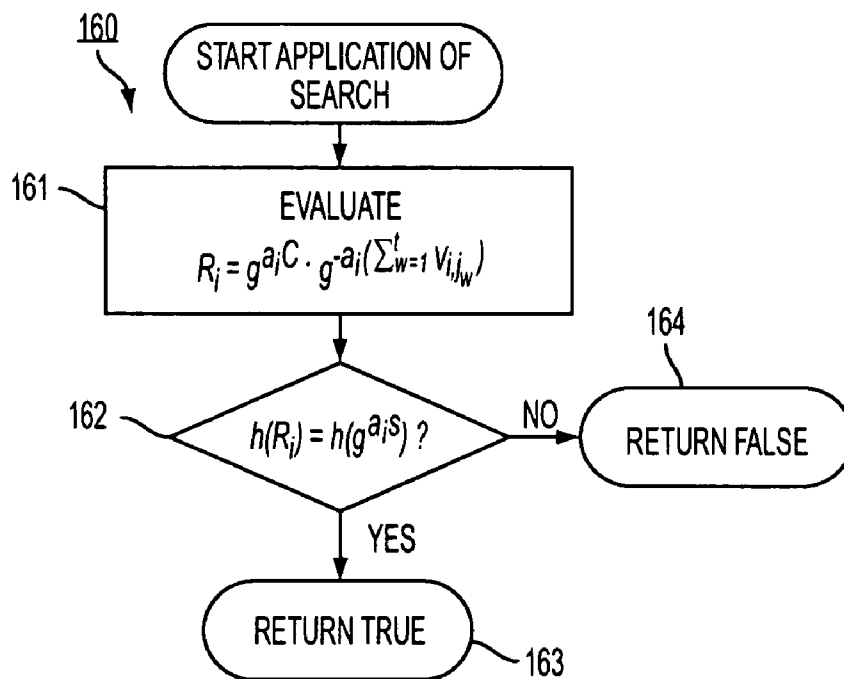 160
START APPLICATION OF
SEARCH
161
EVALUATE
R_i = g^{a_i C} · g^{-a_i(∑_{w=1}^{t} V_{i,j_w})}
162
h(R_i) = h(g^{a_i s}) ?
NO
164
RETURN FALSE
YES
RETURN TRUE
163